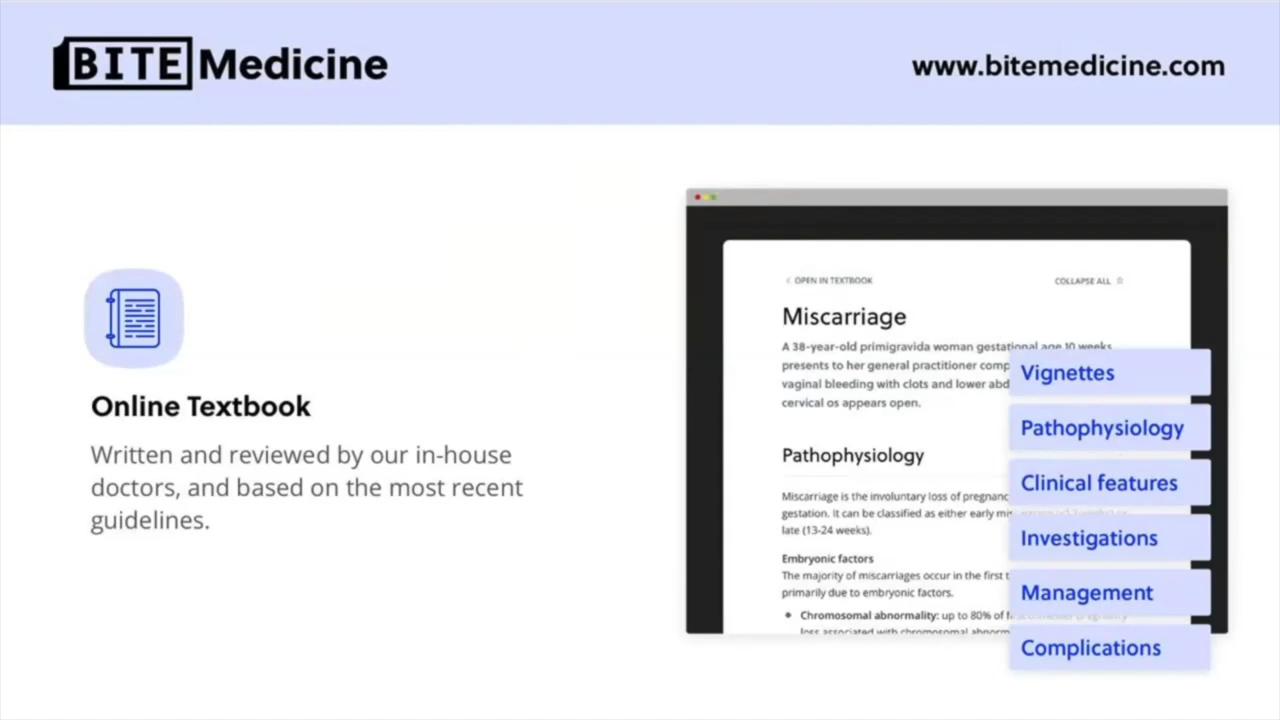 BITE Medicine
www.bitemedicine.com
Online Textbook
Written and reviewed by our in-house
doctors, and based on the most recent
guidelines.
OPEN IN TEXTBOOK
COLLAPSE ALL
Miscarriage
A 38-year-old primigravida woman gestational age 10 weeks
presents to her general practitioner comp
vaginal bleeding with clots and lower abd
cervical os appears open.
Pathophysiology
Miscarriage is the involuntary loss of pregnanc
gestation. It can be classified as either early
late (13-24 weeks).
Embryonic factors
The majority of miscarriages occur in the first t
primarily due to embryonic factors.
• Chromosomal abnormality: up to 80% of
loss associated with chromosomal abnorm
Vignettes
Pathophysiology
Clinical features
Investigations
Management
Complications